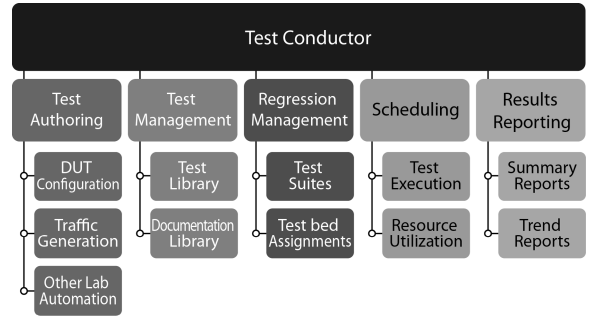 Test Conductor
Test
Authoring
DUT
Configuration
Traffic
Generation
Other Lab
Automation
Test
Management
Test
Library
Documentation
Library
Regression
Management
Test
Suites
Test bed
Assignments
Scheduling
Test
Execution
Resource
Utilization
Results
Reporting
Summary
Reports
Trend
Reports